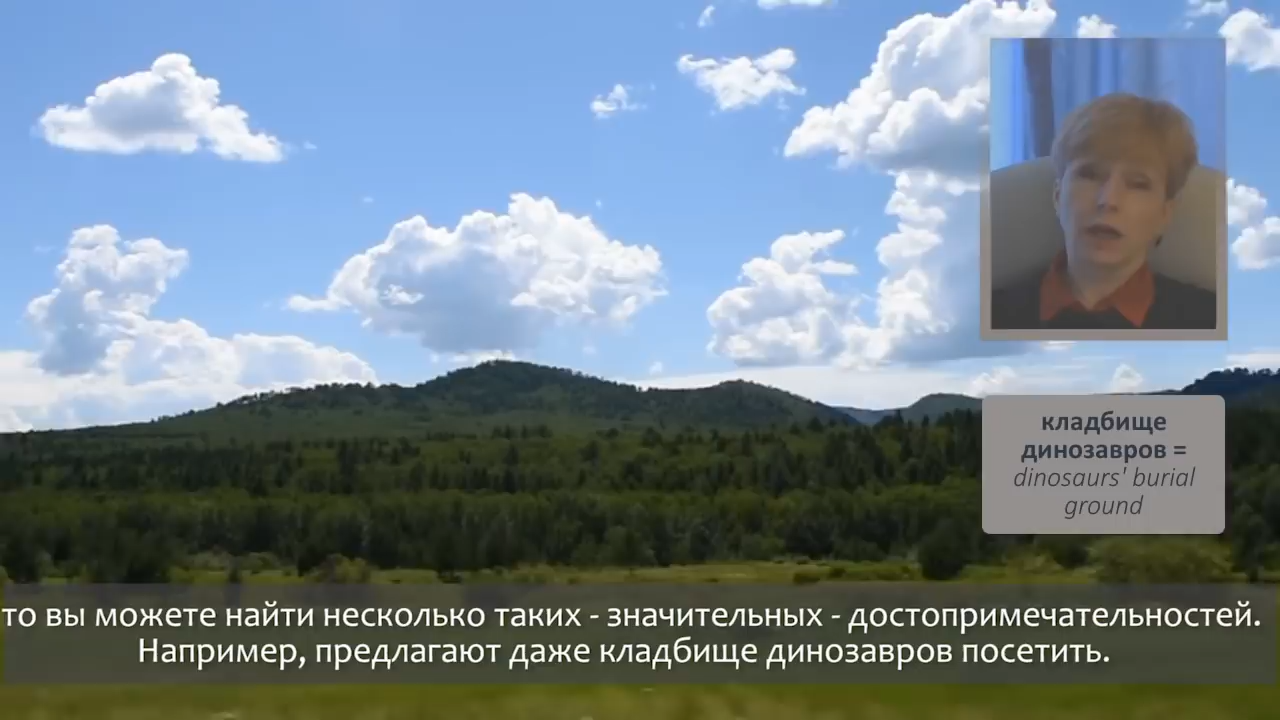 кладбище
динозавров =
dinosaurs' burial
ground
то вы можете найти несколько таких - значительных - достопримечательностей.
Например, предлагают даже кладбище динозавров посетить.